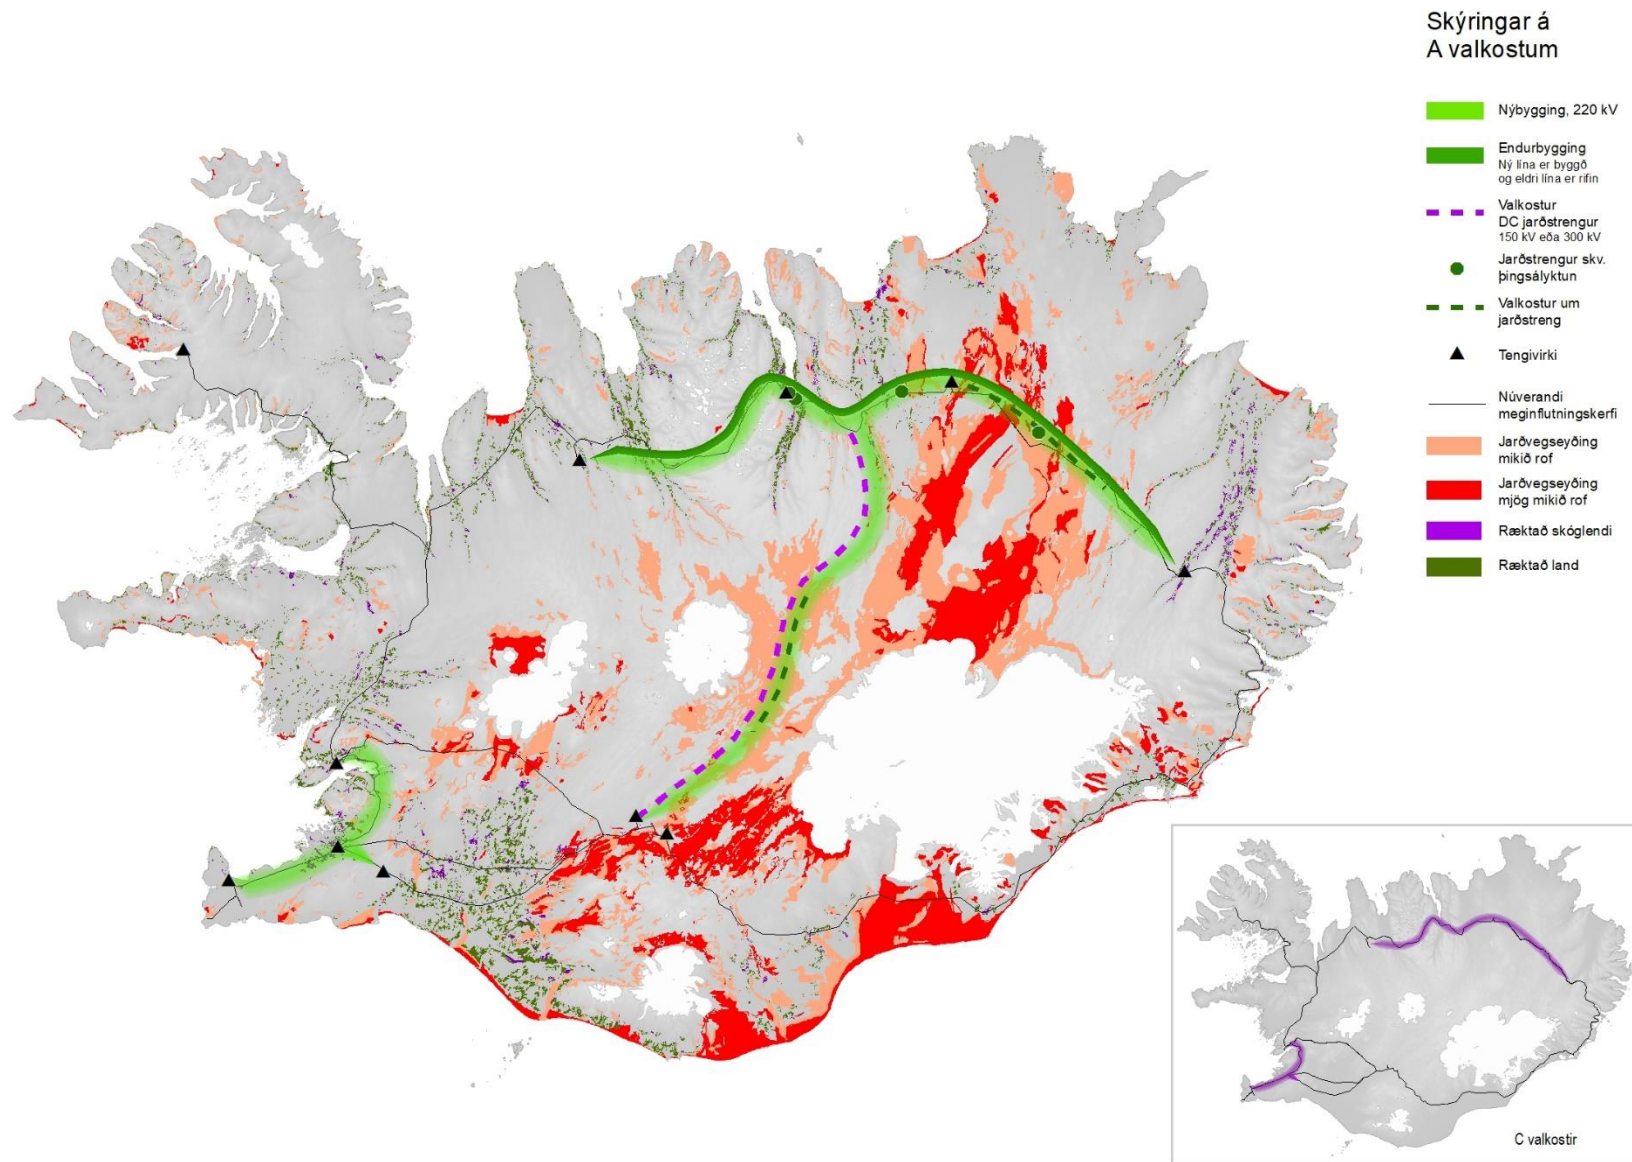 Skýringar á
A valkostum
Nýbygging, 220 kV
Endurbygging
Ný lína er byggð
og eldri lína er rifin
Valkostur
DC jarðstrengur
150 kV eða 300 kV
Jarðstrengur skv.
þingsályktun
Valkostur um
jarðstreng
Tengivirki
Núverandi
meginflutningskerfi
Jarðvegseyðing
mikið rof
Jarðvegseyðing
mjög mikið rof
Ræktað skóglendi
Ræktað land
C valkostir